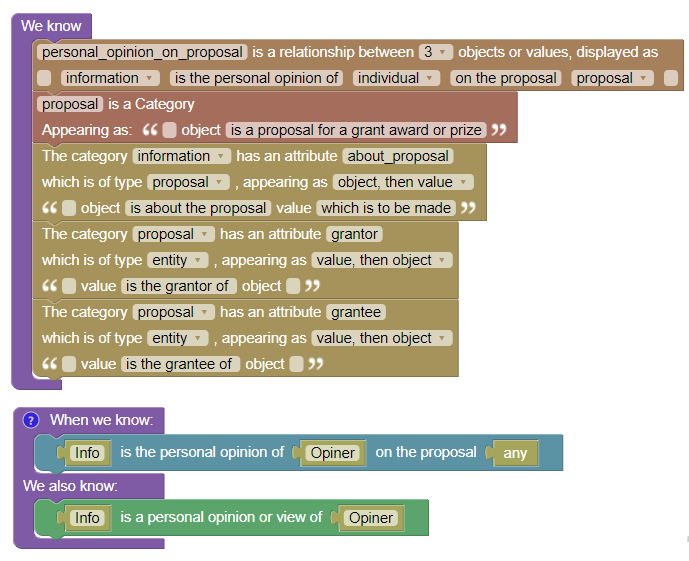 We know
personal_opinion_on_proposal is a relationship between 3 objects or values, displayed as
information is the personal opinion of individual on the proposal proposal
proposal is a Category
Appearing as: “ object is a proposal for a grant award or prize ”
The category information has an attribute about_proposal
which is of type proposal , appearing as object, then value
“ object is about the proposal value which is to be made ”
The category proposal has an attribute grantor
which is of type entity , appearing as value, then object
“ value is the grantor of object ”
The category proposal has an attribute grantee
which is of type entity , appearing as value, then object
“ value is the grantee of object ”
? When we know:
Info is the personal opinion of Opiner on the proposal any
We also know:
Info is a personal opinion or view of Opiner